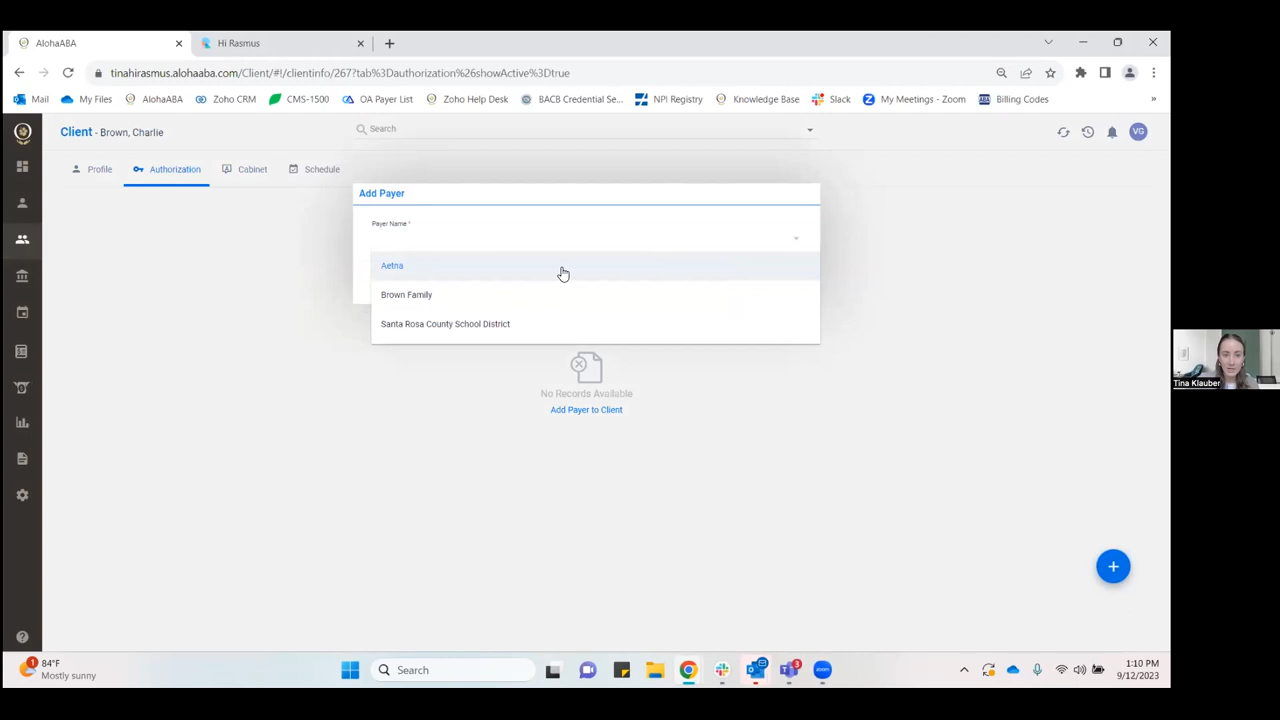 AlohaABA
Hi Rasmus
tinahirasmus.alohaaba.com/Client/#!/clientinfo/267?tab%3Dauthorization%26showActive%3Dtrue
Mail
My Files
AlohaABA
Zoho CRM
CMS-1500
OA Payer List
Zoho Help Desk
BACB Credential Se...
NPI Registry
Knowledge Base
Slack
My Meetings - Zoom
Billing Codes
»
Client - Brown, Charlie
Search
VG
Profile
Authorization
Cabinet
Schedule
Add Payer
Payer Name *
Aetna
Brown Family
Santa Rosa County School District
No Records Available
Add Payer to Client
Tina Klauber
1
84°F
Mostly sunny
Search
3
zoom
1:10 PM
9/12/2023